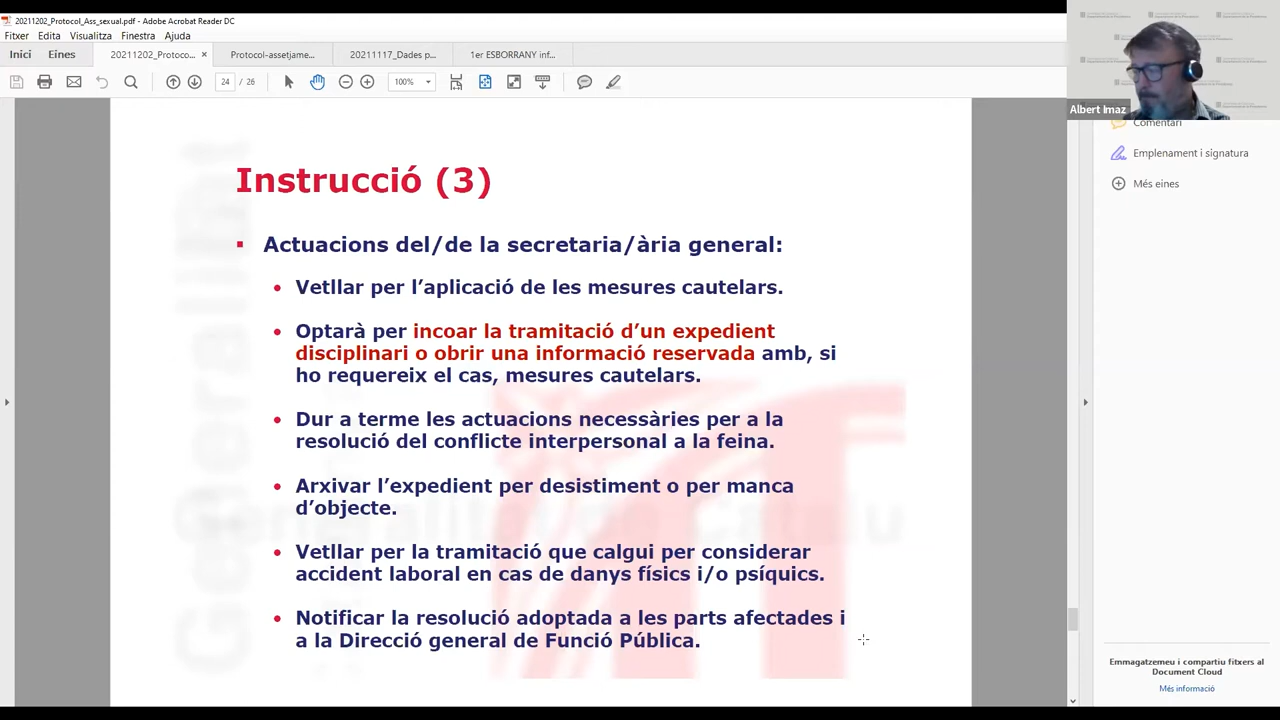 20211202_Protocol_Ass_sexual.pdf - Adobe Acrobat Reader DC
Fitxer Edita Visualitza Finestra Ajuda
Inici Eines 20211202_Protoco... × Protocol-assetjame... 20211117_Dades p... 1er ESBORRANY inf...
24 / 26 100%
Albert Imaz
Comentari
Emplenament i signatura
Més eines
Instrucció (3)
Actuacions del/de la secretaria/ària general:
Vetllar per l’aplicació de les mesures cautelars.
Optarà per incoar la tramitació d’un expedient
disciplinari o obrir una informació reservada amb, si
ho requereix el cas, mesures cautelars.
Dur a terme les actuacions necessàries per a la
resolució del conflicte interpersonal a la feina.
Arxivar l’expedient per desistiment o per manca
d’objecte.
Vetllar per la tramitació que calgui per considerar
accident laboral en cas de danys físics i/o psíquics.
Notificar la resolució adoptada a les parts afectades i
a la Direcció general de Funció Pública.
Emmagatzemeu i compartiu fitxers al
Document Cloud
Més informació